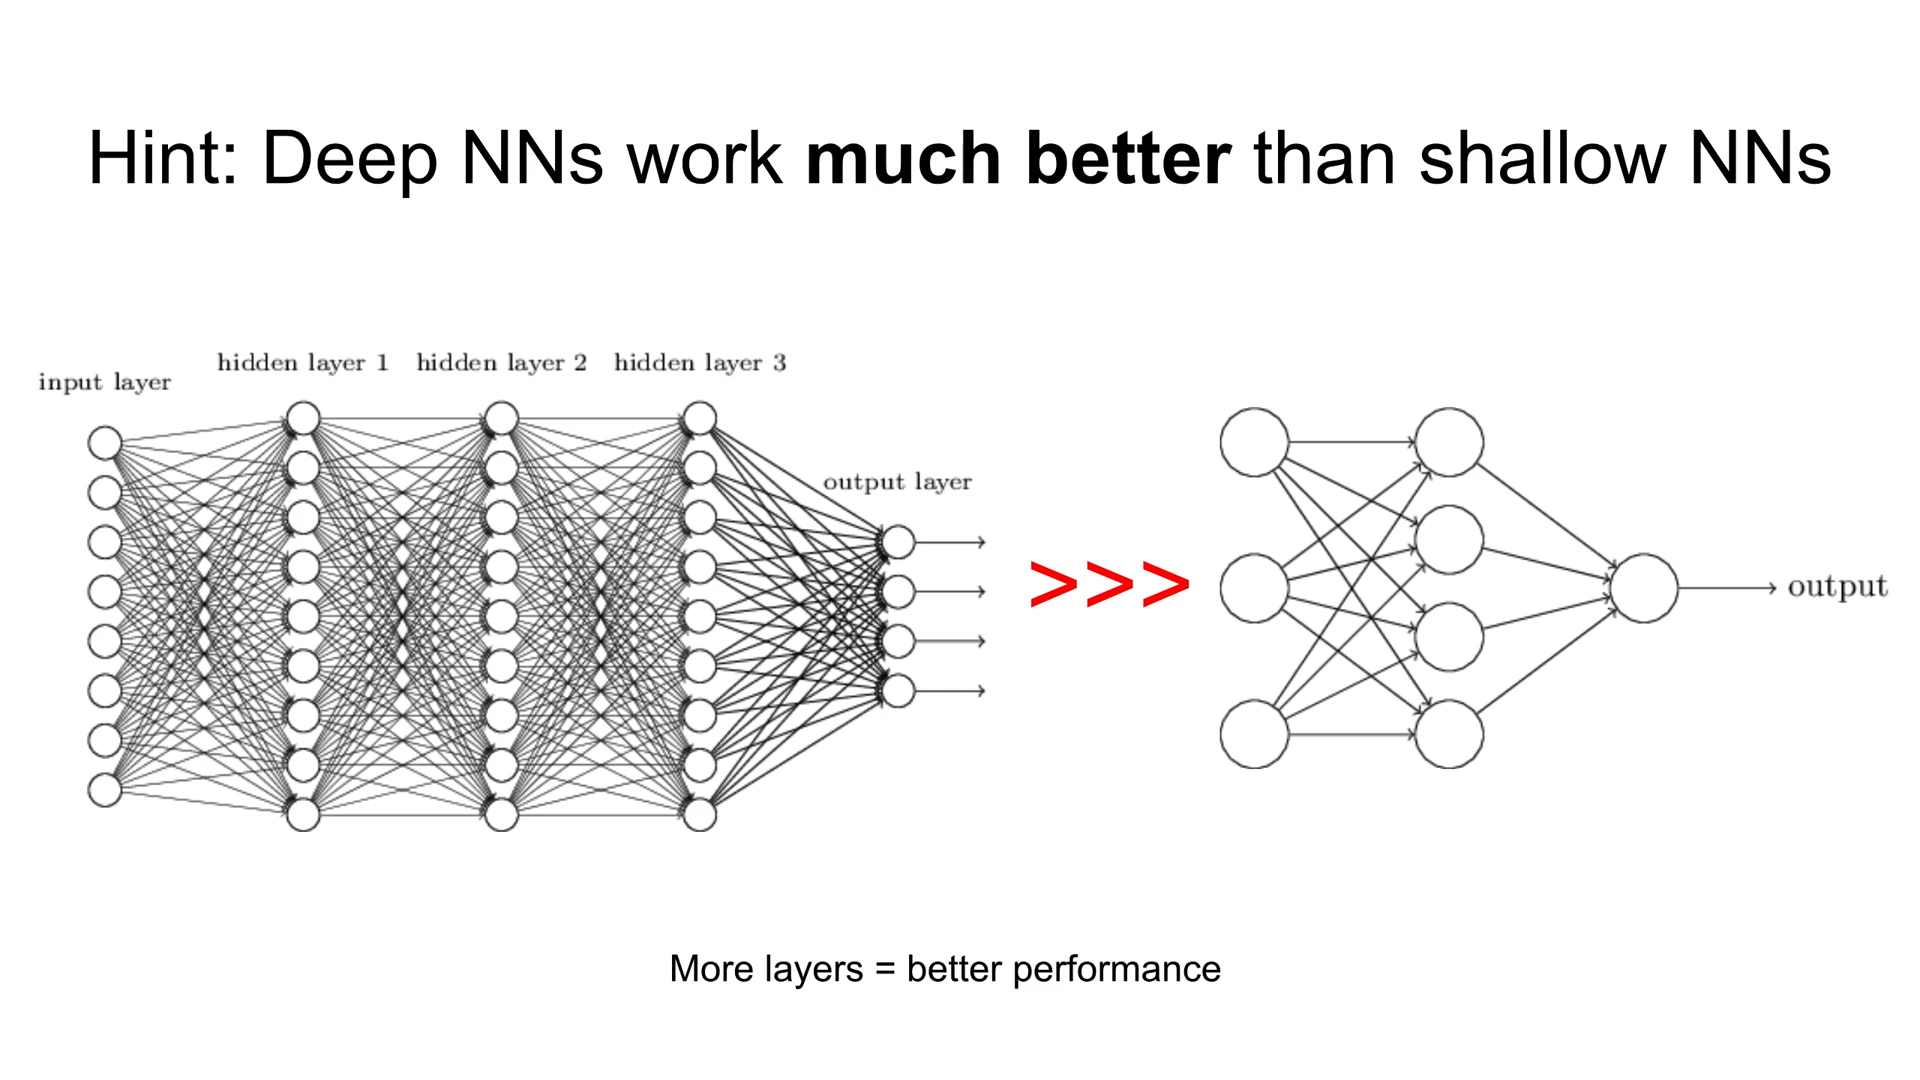 Hint: Deep NNs work much better than shallow NNs
input layer
hidden layer 1
hidden layer 2
hidden layer 3
output layer
>>>
output
More layers = better performance